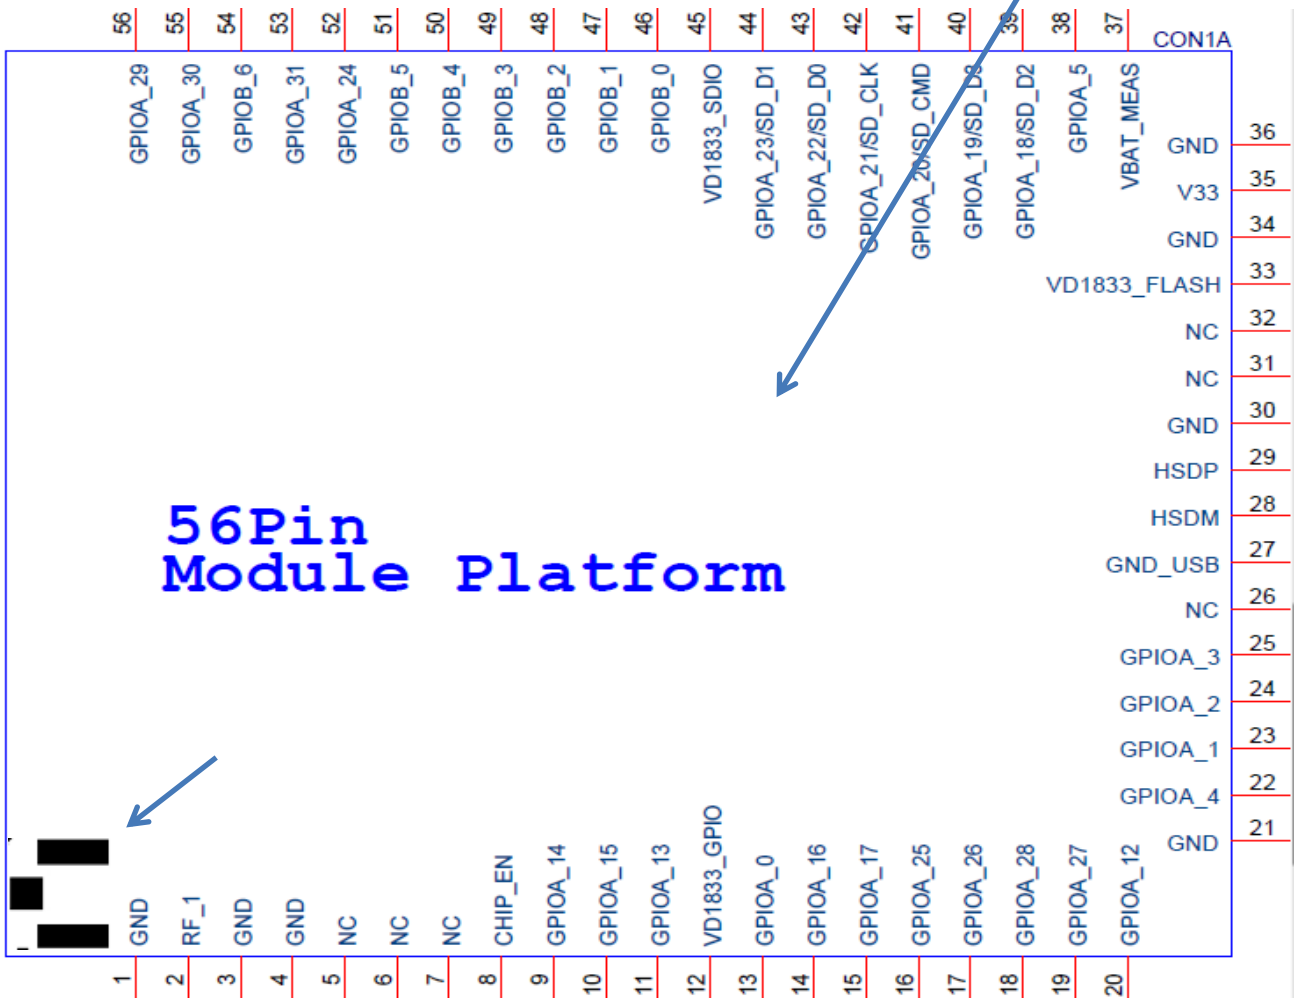 56
55
54
53
52
51
50
49
48
47
46
45
44
43
42
41
40
39
38
37
CON1A
GPIOA_29
GPIOA_30
GPIOB_6
GPIOA_31
GPIOA_24
GPIOB_5
GPIOB_4
GPIOB_3
GPIOB_2
GPIOB_1
GPIOB_0
VD1833_SDIO
GPIOA_23/SD_D1
GPIOA_22/SD_D0
GPIOA_21/SD_CLK
GPIOA_20/SD_CMD
GPIOA_19/SD_D3
GPIOA_18/SD_D2
GPIOA_5
VBAT_MEAS
GND 36
V33 35
GND 34
VD1833_FLASH 33
NC 32
NC 31
GND 30
HSDP 29
HSDM 28
GND_USB 27
NC 26
GPIOA_3 25
GPIOA_2 24
GPIOA_1 23
GPIOA_4 22
GND 21
56Pin
Module Platform
GND
RF_1
GND
GND
NC
NC
NC
CHIP_EN
GPIOA_14
GPIOA_15
GPIOA_13
VD1833_GPIO
GPIOA_0
GPIOA_16
GPIOA_17
GPIOA_25
GPIOA_26
GPIOA_28
GPIOA_27
GPIOA_12
1
2
3
4
5
6
7
8
9
10
11
12
13
14
15
16
17
18
19
20